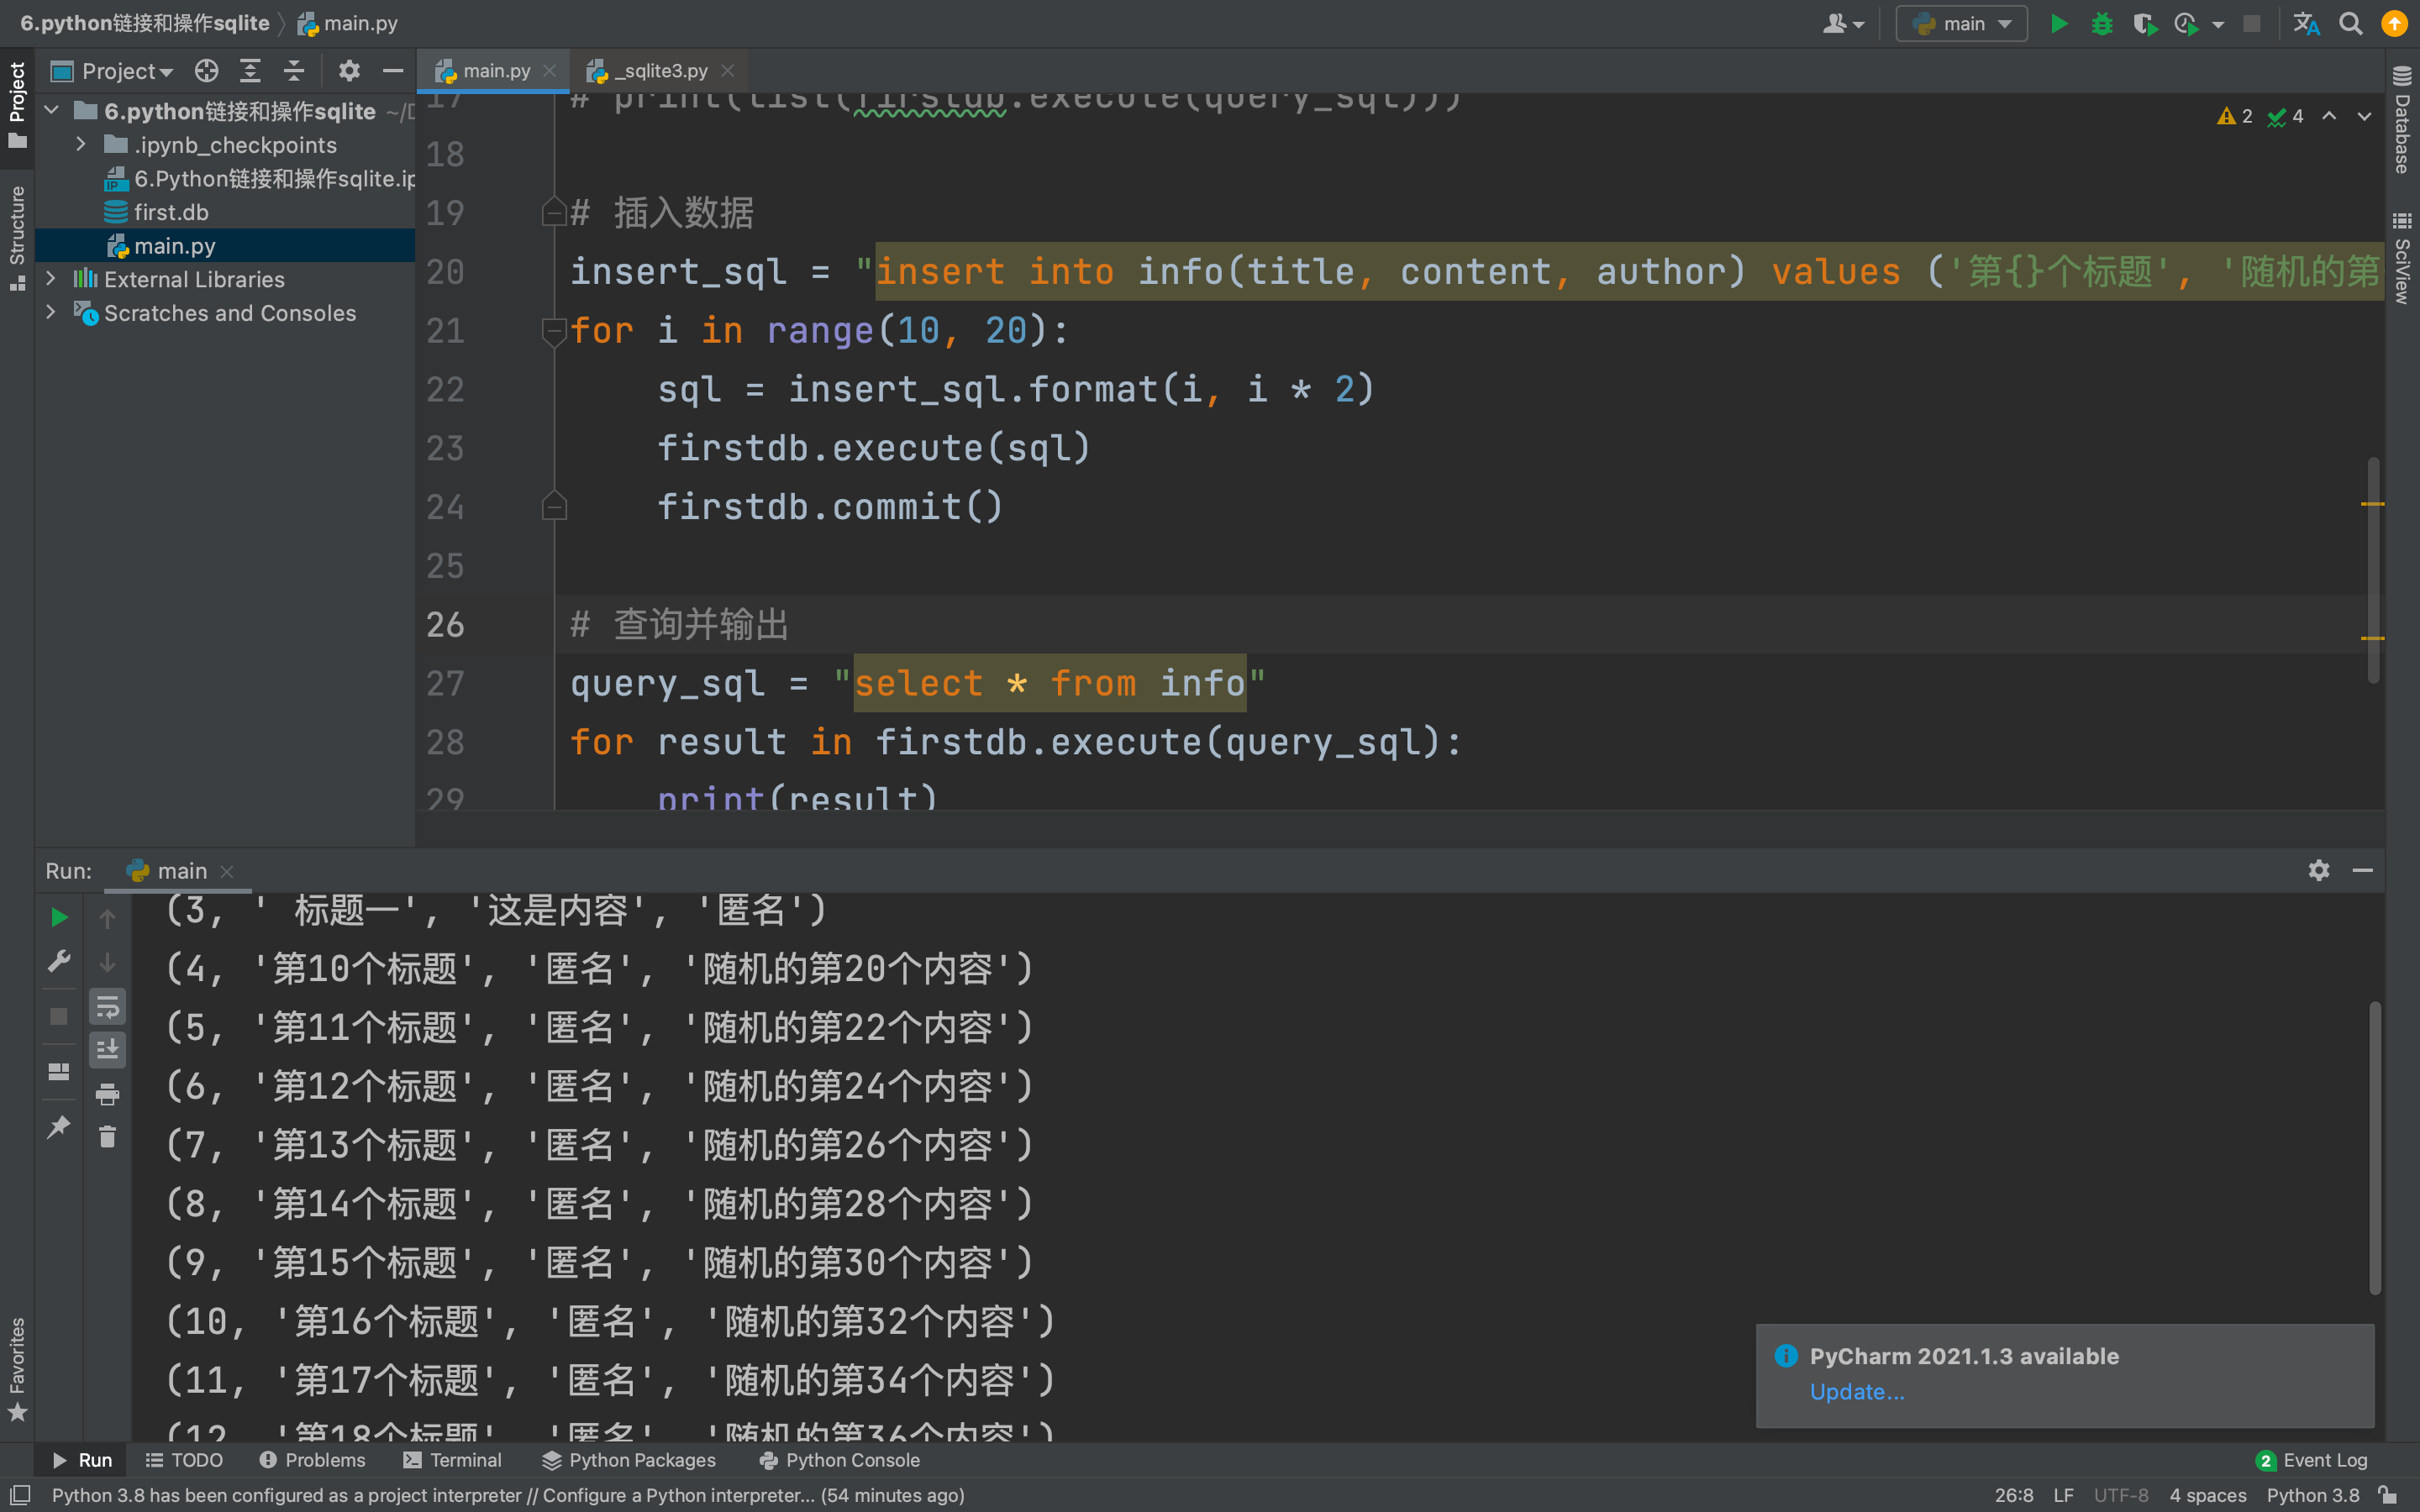 6.python链接和操作sqlite
main.py
main
Project
main.py
_sqlite3.py
Project
6.python链接和操作sqlite ~/D
.ipynb_checkpoints
6.Python链接和操作sqlite.ip
first.db
main.py
External Libraries
Scratches and Consoles
Structure
Favorites
Database
SciView
2
4
17 # print(list(firstdb.execute(query_sql)))
18
19 # 插入数据
20 insert_sql = "insert into info(title, content, author) values ('第{}个标题', '随机的第
21 for i in range(10, 20):
22 sql = insert_sql.format(i, i * 2)
23 firstdb.execute(sql)
24 firstdb.commit()
25
26 # 查询并输出
27 query_sql = "select * from info"
28 for result in firstdb.execute(query_sql):
29 print(result)
Run:
main
(3, ' 标题一', '这是内容', '匿名')
(4, '第10个标题', '匿名', '随机的第20个内容')
(5, '第11个标题', '匿名', '随机的第22个内容')
(6, '第12个标题', '匿名', '随机的第24个内容')
(7, '第13个标题', '匿名', '随机的第26个内容')
(8, '第14个标题', '匿名', '随机的第28个内容')
(9, '第15个标题', '匿名', '随机的第30个内容')
(10, '第16个标题', '匿名', '随机的第32个内容')
(11, '第17个标题', '匿名', '随机的第34个内容')
(12, '第18个标题', '匿名', '随机的第36个内容')
PyCharm 2021.1.3 available
Update...
Run
TODO
Problems
Terminal
Python Packages
Python Console
2 Event Log
Python 3.8 has been configured as a project interpreter // Configure a Python interpreter... (54 minutes ago)
26:8
LF
UTF-8
4 spaces
Python 3.8